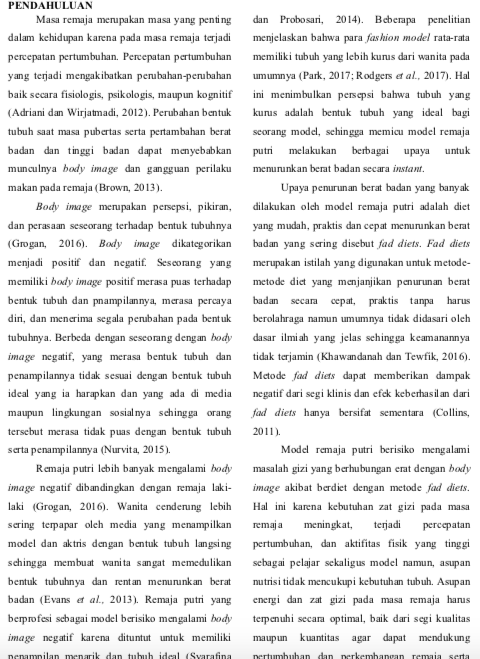 PENDAHULUAN
Masa remaja merupakan masa yang penting
dalam kehidupan karena pada masa remaja terjadi
percepatan pertumbuhan. Percepatan pertumbuhan
yang terjadi mengakibatkan perubahan-perubahan
baik secara fisiologis, psikologis, maupun kognitif
(Adriani dan Wirjatmadi, 2012). Perubahan bentuk
tubuh saat masa pubertas serta pertambahan berat
badan dan tinggi badan dapat menyebabkan
munculnya body image dan gangguan perilaku
makan pada remaja (Brown, 2013).
Body image merupakan persepsi, pikiran,
dan perasaan seseorang terhadap bentuk tubuhnya
(Grogan, 2016). Body image dikategorikan
menjadi positif dan negatif. Seseorang yang
memiliki body image positif merasa puas terhadap
bentuk tubuh dan pnampilannya, merasa percaya
diri, dan menerima segala perubahan pada bentuk
tubuhnya. Berbeda dengan seseorang dengan body
image negatif, yang merasa bentuk tubuh dan
penampilannya tidak sesuai dengan bentuk tubuh
ideal yang ia harapkan dan yang ada di media
maupun lingkungan sosialnya sehingga orang
tersebut merasa tidak puas dengan bentuk tubuh
serta penampilannya (Nurvita, 2015).
Remaja putri lebih banyak mengalami body
image negatif dibandingkan dengan remaja laki-
laki (Grogan, 2016). Wanita cenderung lebih
sering terpapar oleh media yang menampilkan
model dan aktris dengan bentuk tubuh langsing
sehingga membuat wanita sangat memedulikan
bentuk tubuhnya dan rentan menurunkan berat
badan (Evans et al., 2013). Remaja putri yang
berprofesi sebagai model berisiko mengalami body
image negatif karena dituntut untuk memiliki
penampilan menarik dan tubuh ideal (Syarafina
dan Probosari, 2014). Beberapa penelitian
menjelaskan bahwa para fashion model rata-rata
memiliki tubuh yang lebih kurus dari wanita pada
umumnya (Park, 2017; Rodgers et al., 2017). Hal
ini menimbulkan persepsi bahwa tubuh yang
kurus adalah bentuk tubuh yang ideal bagi
seorang model, sehingga memicu model remaja
putri melakukan berbagai upaya untuk
menurunkan berat badan secara instant.
Upaya penurunan berat badan yang banyak
dilakukan oleh model remaja putri adalah diet
yang mudah, praktis dan cepat menurunkan berat
badan yang sering disebut fad diets. Fad diets
merupakan istilah yang digunakan untuk metode-
metode diet yang menjanjikan penurunan berat
badan secara cepat, praktis tanpa harus
berolahraga namun umumnya tidak didasari oleh
dasar ilmiah yang jelas sehingga keamanannya
tidak terjamin (Khawandanah dan Tewfik, 2016).
Metode fad diets dapat memberikan dampak
negatif dari segi klinis dan efek keberhasilan dari
fad diets hanya bersifat sementara (Collins,
2011).
Model remaja putri berisiko mengalami
masalah gizi yang berhubungan erat dengan body
image akibat berdiet dengan metode fad diets.
Hal ini karena kebutuhan zat gizi pada masa
remaja meningkat, terjadi percepatan
pertumbuhan, dan aktifitas fisik yang tinggi
sebagai pelajar sekaligus model namun, asupan
nutrisi tidak mencukupi kebutuhan tubuh. Asupan
energi dan zat gizi pada masa remaja harus
terpenuhi secara optimal, baik dari segi kualitas
maupun kuantitas agar dapat mendukung
pertumbuhan dan perkembangan remaja serta